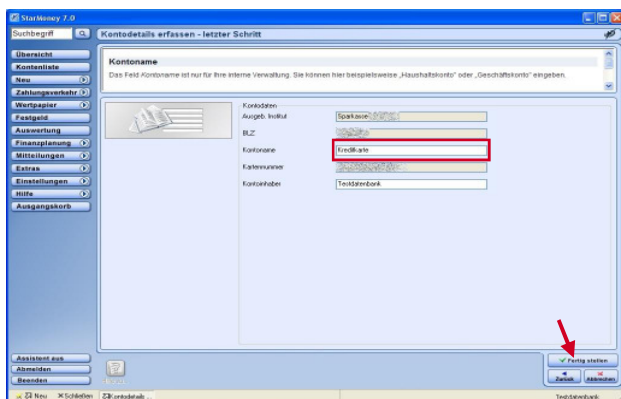 StarMoney 7.0
Suchbegriff
Kontodetails erfassen - letzter Schritt
Übersicht
Kontenliste
Neu
Zahlungsverkehr
Wertpapier
Festgeld
Auswertung
Finanzplanung
Mitteilungen
Extras
Einstellungen
Hilfe
Ausgangskorb
Kontoname
Das Feld Kontoname ist nur für Ihre interne Verwaltung. Sie können hier beispielsweise „Haushaltskonto" oder „Geschäftskonto" eingeben.
Kontodaten
Ausgeb. Institut
Sparkasse
BLZ
Kontoname
Kreditkarte
Kartennummer
Kontoinhaber
Testdatenbank
Assistent aus
Abmelden
Beenden
Fertig stellen
Zurück
Abbrechen
Neu
Schließen
Kontodetails ...
Testdatenbank